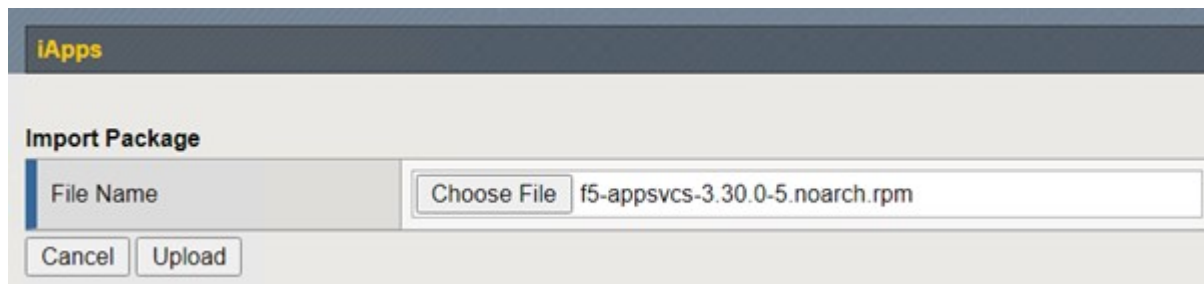 iApps
Import Package
File Name Choose File f5-appsvcs-3.30.0-5.noarch.rpm
Cancel Upload